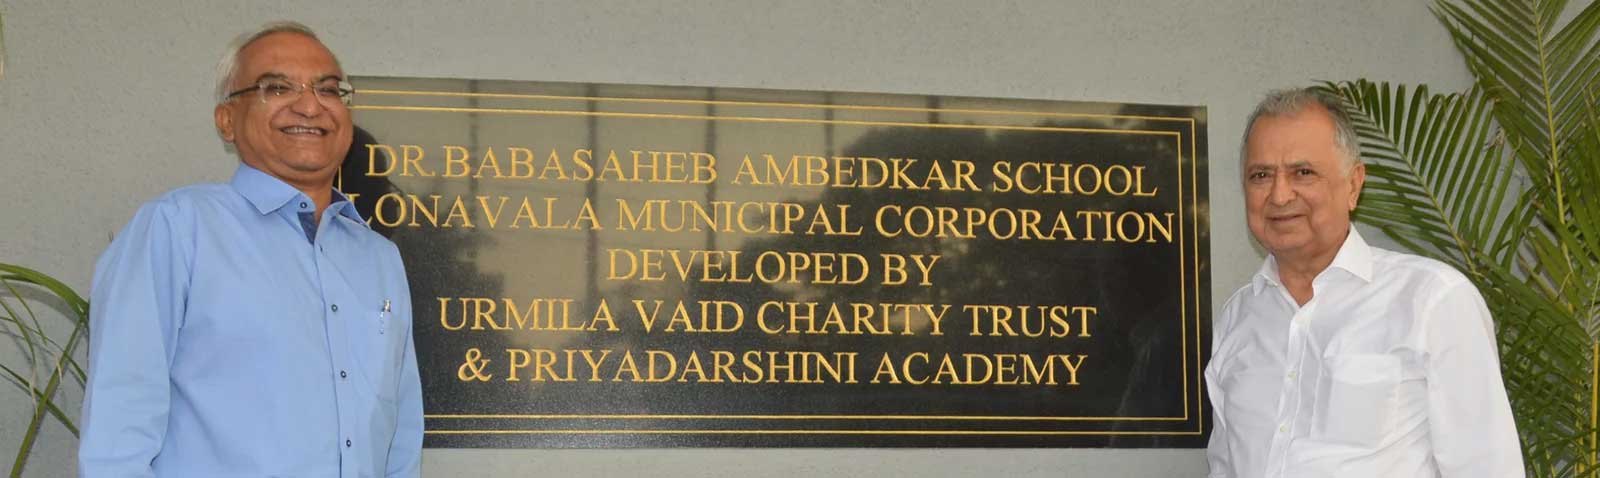 DR.BABASAHEB AMBEDKAR SCHOOL
LONAVALA MUNICIPAL CORPORATION
DEVELOPED BY
URMILA VAID CHARITY TRUST
& PRIYADARSHINI ACADEMY